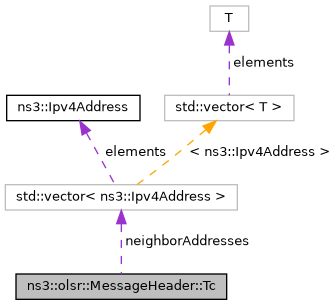 T
elements
ns3::Ipv4Address
std::vector< T >
elements
< ns3::Ipv4Address >
std::vector< ns3::Ipv4Address >
neighborAddresses
ns3::olsr::MessageHeader::Tc